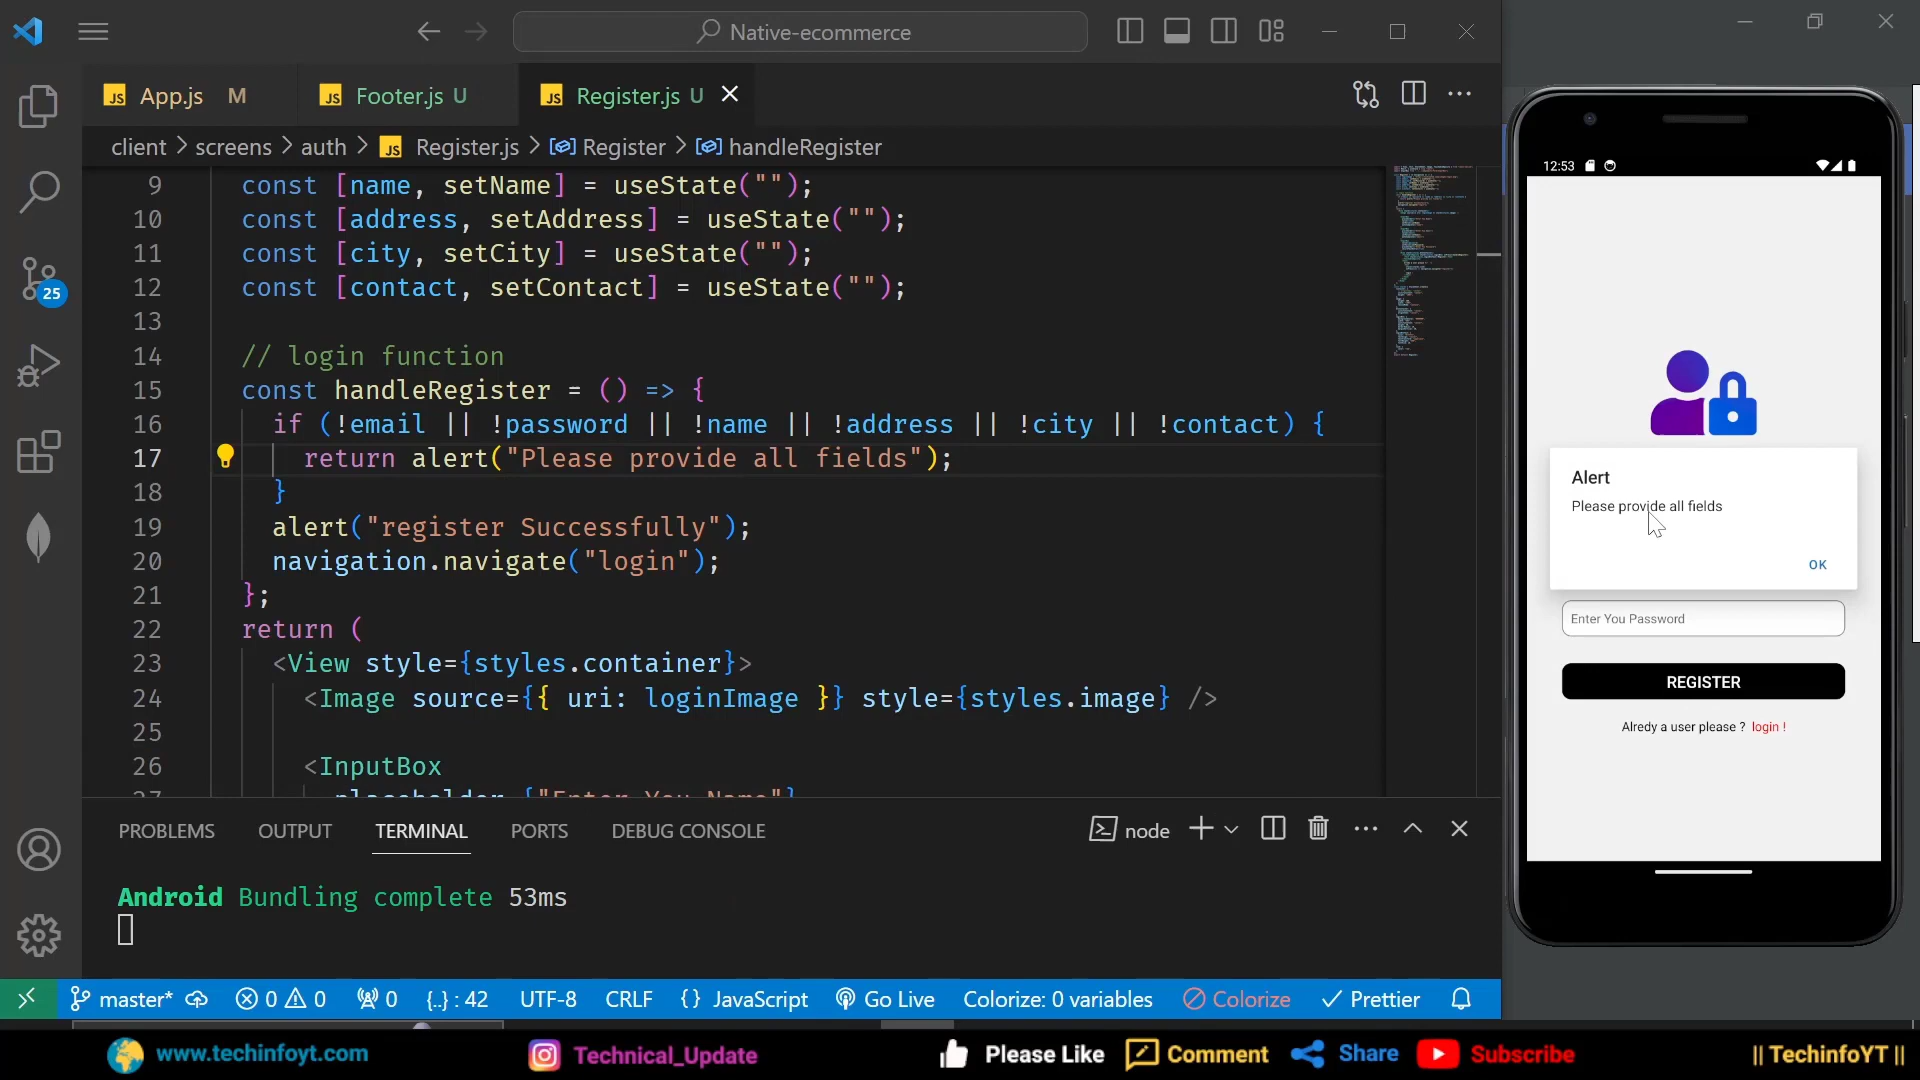 Native-ecommerce
App.js M
Footer.js U
Register.js U
client > screens > auth > Register.js > Register > handleRegister
25
9 const [name, setName] = useState("");
10 const [address, setAddress] = useState("");
11 const [city, setCity] = useState("");
12 const [contact, setContact] = useState("");
13
14 // login function
15 const handleRegister = () => {
16 if (!email || !password || !name || !address || !city || !contact) {
17 return alert("Please provide all fields");
18 }
19 alert("register Successfully");
20 navigation.navigate("login");
21 };
22 return (
23 <View style={styles.container}>
24 <Image source={{ uri: loginImage }} style={styles.image} />
25
26 <InputBox
27 placeholder={"Enter You Name"}
PROBLEMS OUTPUT TERMINAL PORTS DEBUG CONSOLE
node
Android Bundling complete 53ms
master* 0 0 0 {..} : 42 UTF-8 CRLF {} JavaScript Go Live Colorize: 0 variables Colorize Prettier
12:53
Alert
Please provide all fields
OK
Enter You Password
REGISTER
Alredy a user please ? login !
www.techinfoyt.com
Technical_Update
Please Like
Comment
Share
Subscribe
|| TechinfoYT ||